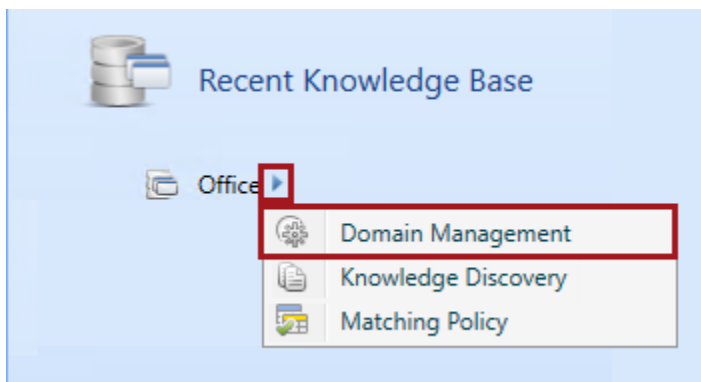 Recent Knowledge Base
Office
Domain Management
Knowledge Discovery
Matching Policy